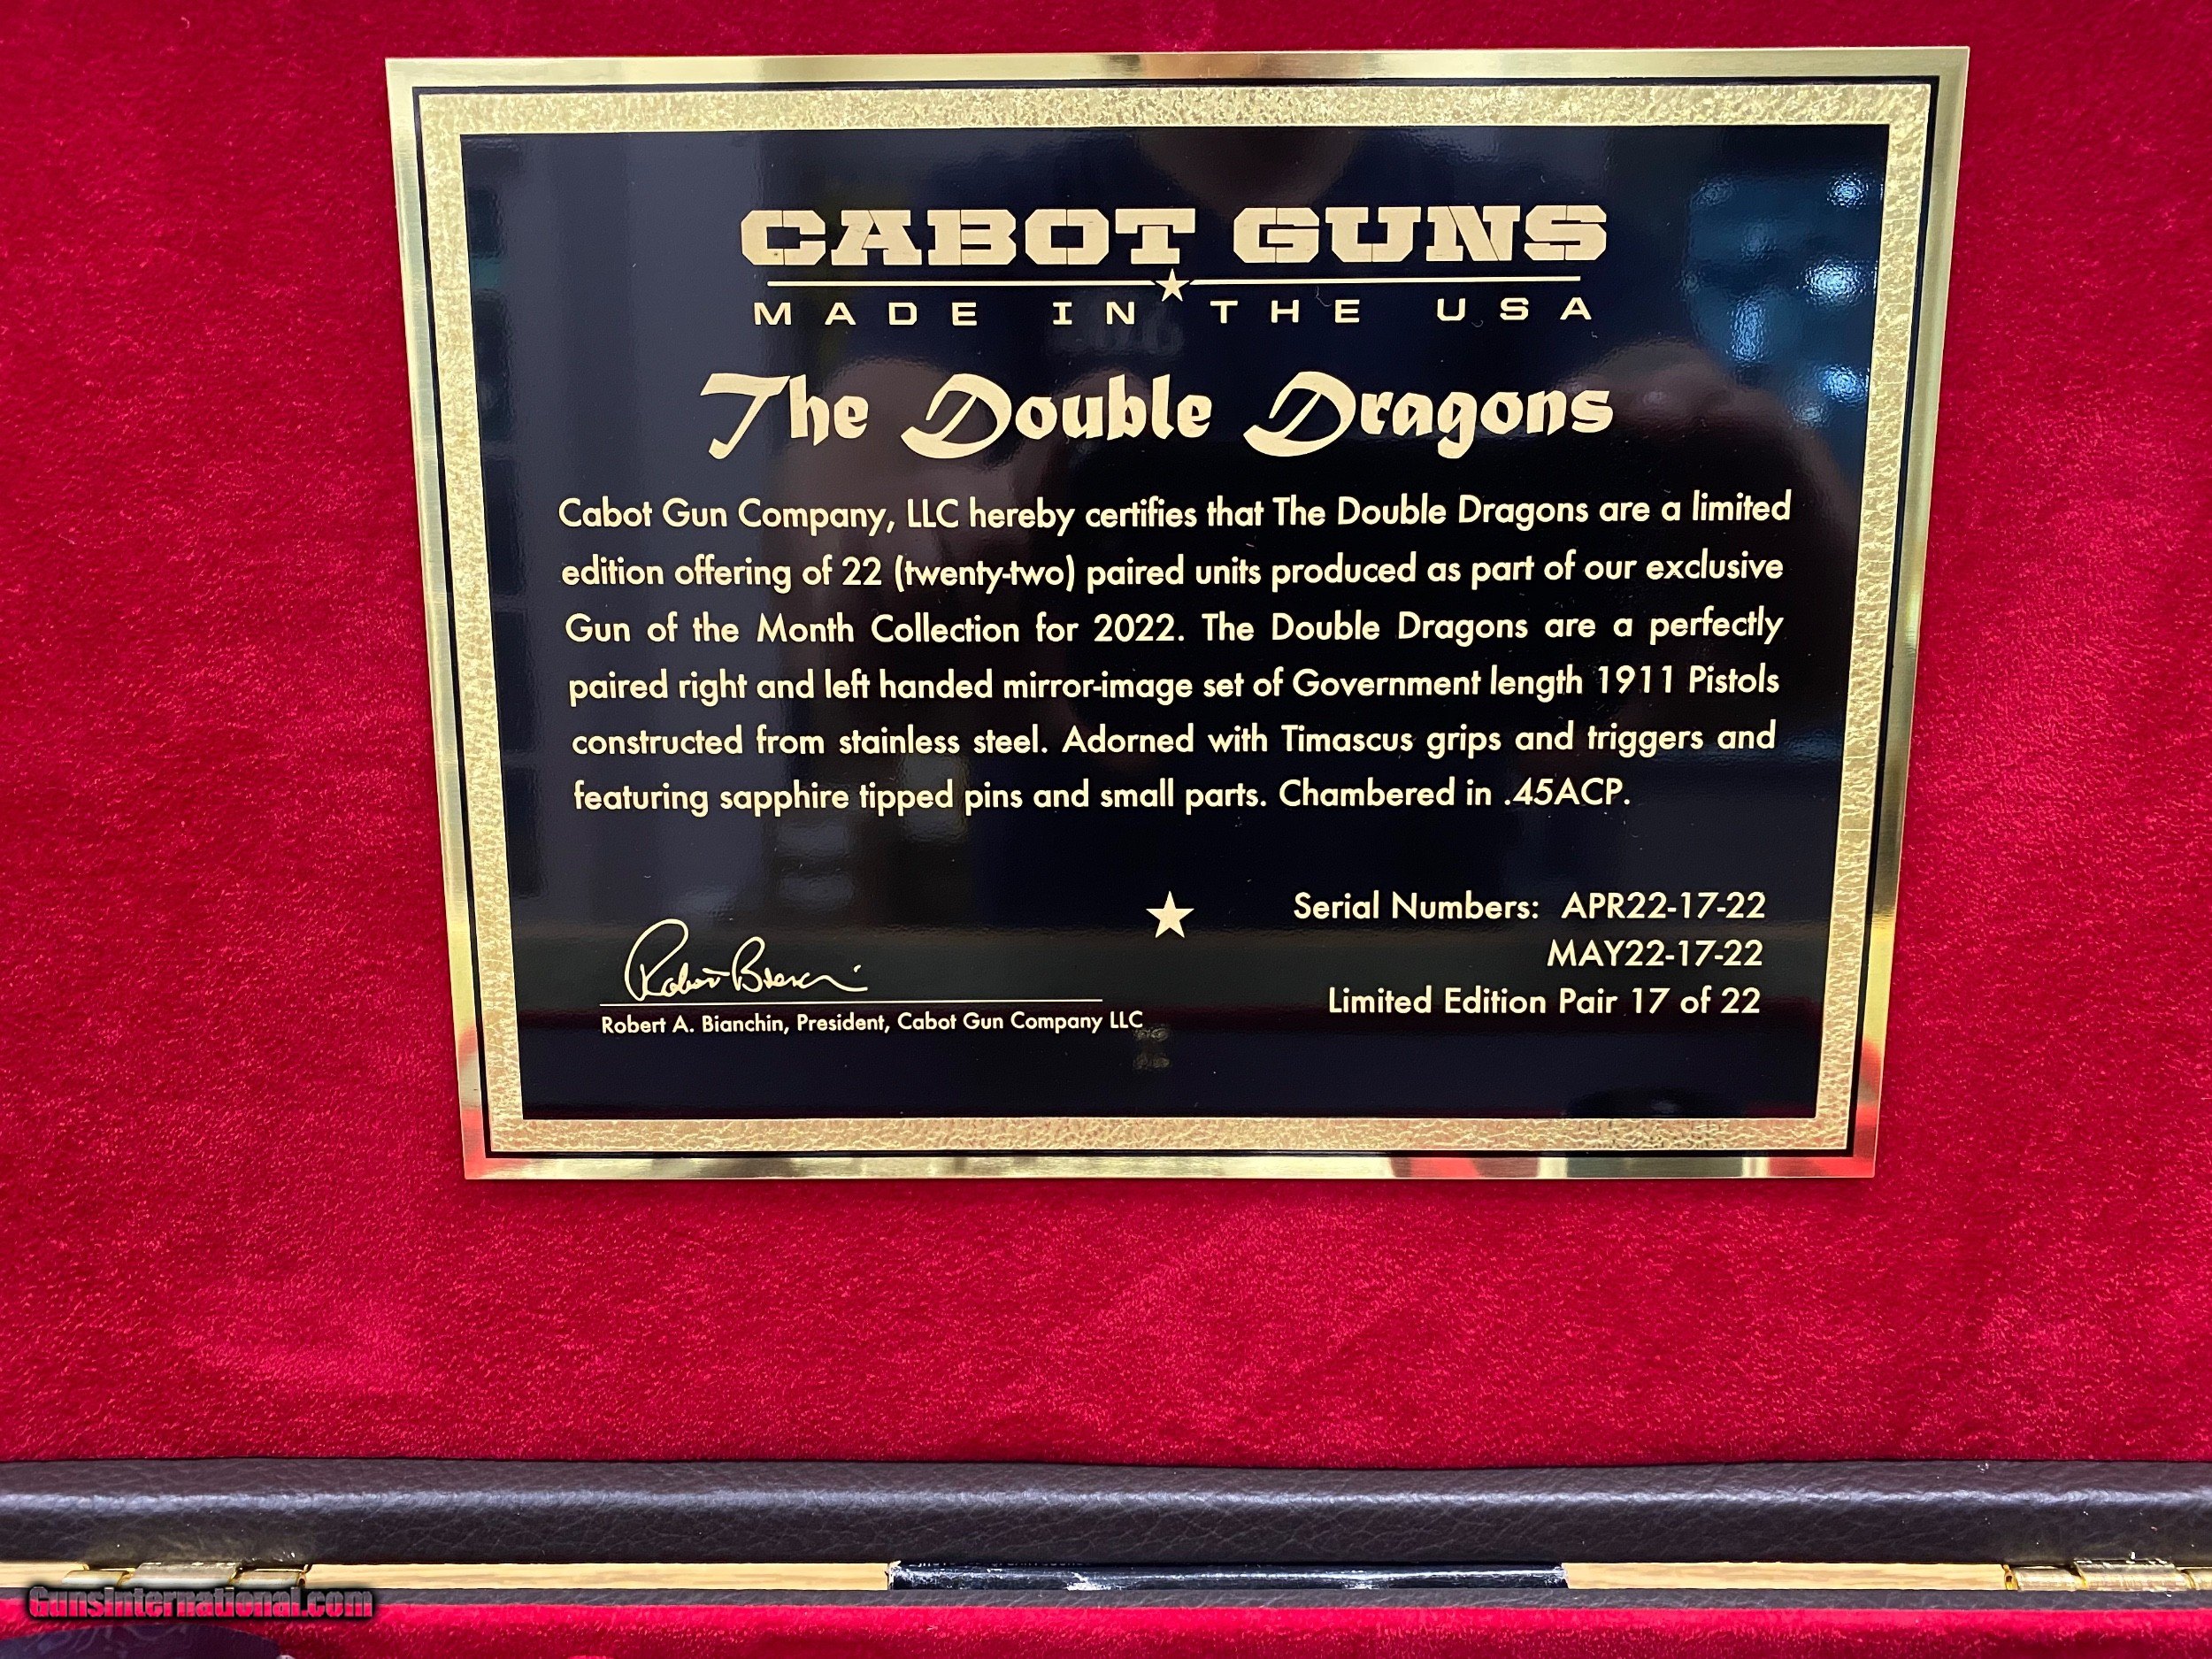 CABOT GUNS
MADE IN THE USA
The Double Dragons
Cabot Gun Company, LLC hereby certifies that The Double Dragons are a limited
edition offering of 22 (twenty-two) paired units produced as part of our exclusive
Gun of the Month Collection for 2022. The Double Dragons are a perfectly
paired right and left handed mirror-image set of Government length 1911 Pistols
constructed from stainless steel. Adorned with Timascus grips and triggers and
featuring sapphire tipped pins and small parts. Chambered in .45ACP.
Serial Numbers: APR22-17-22
MAY22-17-22
Limited Edition Pair 17 of 22
Robert A. Bianchin, President, Cabot Gun Company LLC
GunsInternational.com